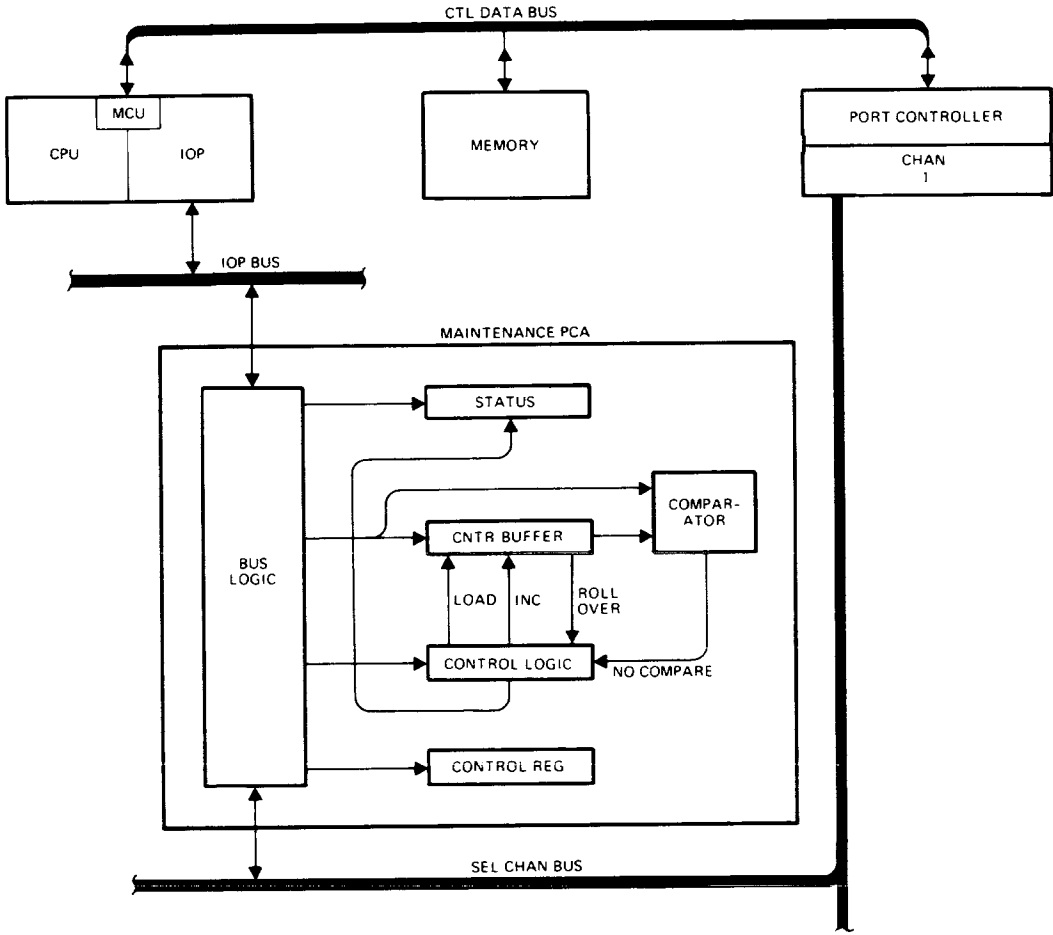 CTL DATA BUS
MCU
CPU
IOP
MEMORY
PORT CONTROLLER
CHAN
1
IOP BUS
MAINTENANCE PCA
STATUS
COMPAR-
ATOR
CNTR BUFFER
BUS
LOGIC
LOAD
INC
ROLL
OVER
CONTROL LOGIC
NO COMPARE
CONTROL REG
SEL CHAN BUS